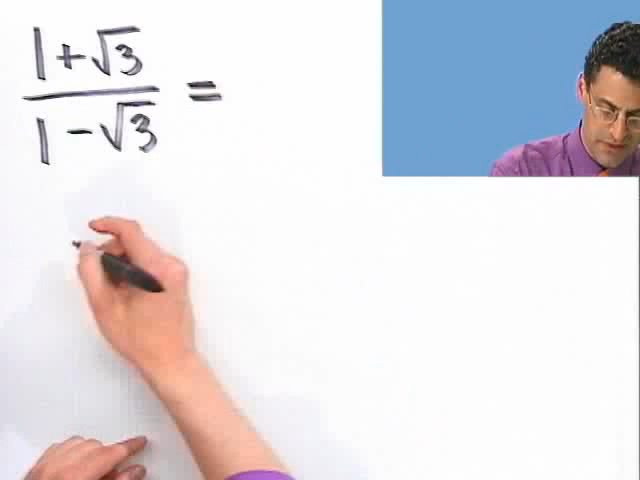 1 + √3
1 - √3 =